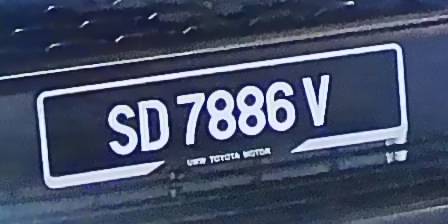 SD 7886 V
UMW TOYOTA MOTOR